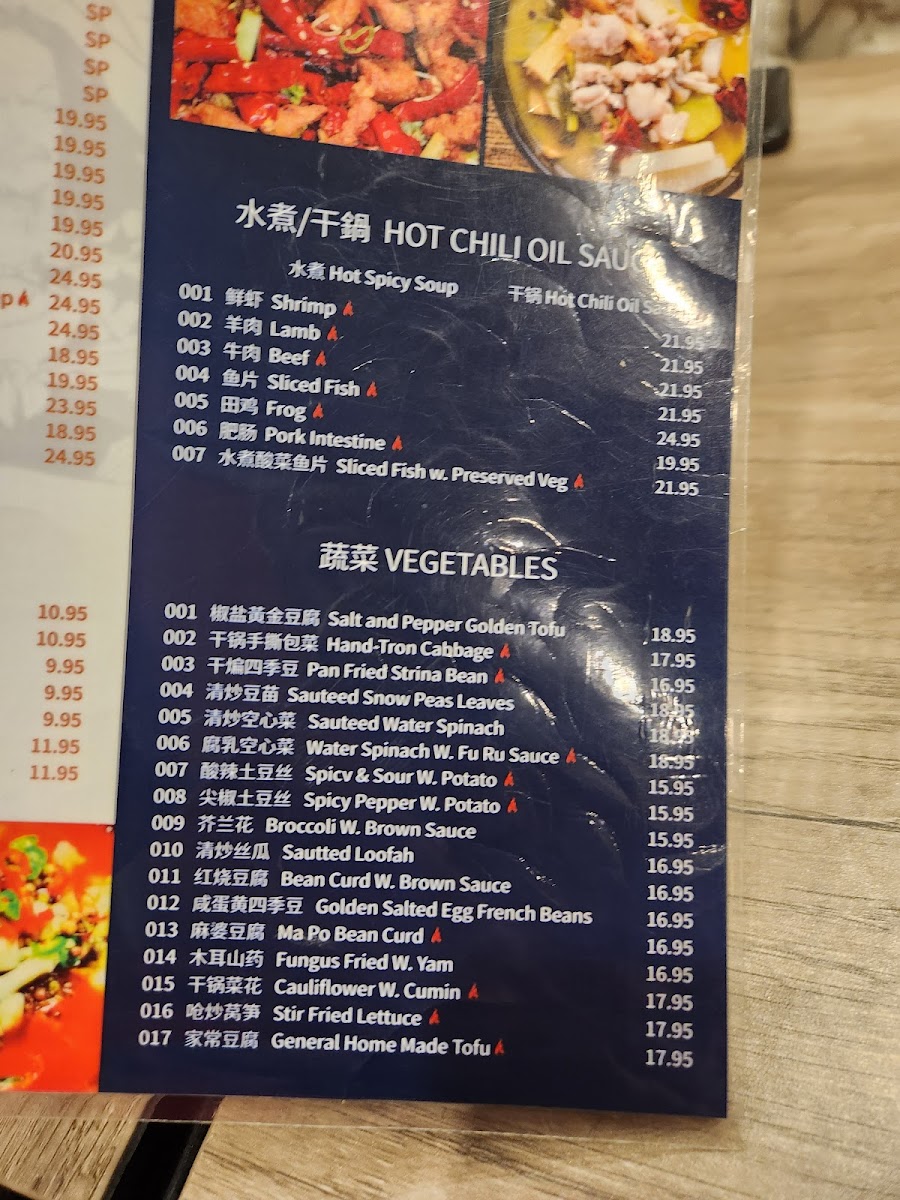 SP
SP
SP
SP
19.95
19.95
19.95
19.95
19.95
20.95
24.95
p 24.95
24.95
18.95
19.95
23.95
18.95
24.95
10.95
10.95
9.95
9.95
9.95
11.95
11.95
水煮/干鍋 HOT CHILI OIL
水煮 Hot Spicy Soup 干锅 Hot Chili Oil
001 鲜虾 Shrimp 21.95
002 羊肉 Lamb 21.95
003 牛肉 Beef 21.95
004 鱼片 Sliced Fish 21.95
005 田鸡 Frog 24.95
006 肥肠 Pork Intestine 19.95
007 水煮酸菜鱼片 Sliced Fish w. Preserved Veg 21.95
蔬菜 VEGETABLES
001 椒盐黃金豆腐 Salt and Pepper Golden Tofu 18.95
002 干锅手撕包菜 Hand-Tron Cabbage 17.95
003 干煸四季豆 Pan Fried Strina Bean 16.95
004 清炒豆苗 Sauteed Snow Peas Leaves 18.95
005 清炒空心菜 Sauteed Water Spinach 18.95
006 腐乳空心菜 Water Spinach W. Fu Ru Sauce 18.95
007 酸辣土豆丝 Spicv & Sour W. Potato 15.95
008 尖椒土豆丝 Spicy Pepper W. Potato 15.95
009 芥兰花 Broccoli W. Brown Sauce 15.95
010 清炒丝瓜 Sautted Loofah 16.95
011 红烧豆腐 Bean Curd W. Brown Sauce 16.95
012 咸蛋黄四季豆 Golden Salted Egg French Beans 16.95
013 麻婆豆腐 Ma Po Bean Curd 16.95
014 木耳山药 Fungus Fried W. Yam 16.95
015 干锅菜花 Cauliflower W. Cumin 17.95
016 呛炒莴笋 Stir Fried Lettuce 17.95
017 家常豆腐 General Home Made Tofu 17.95